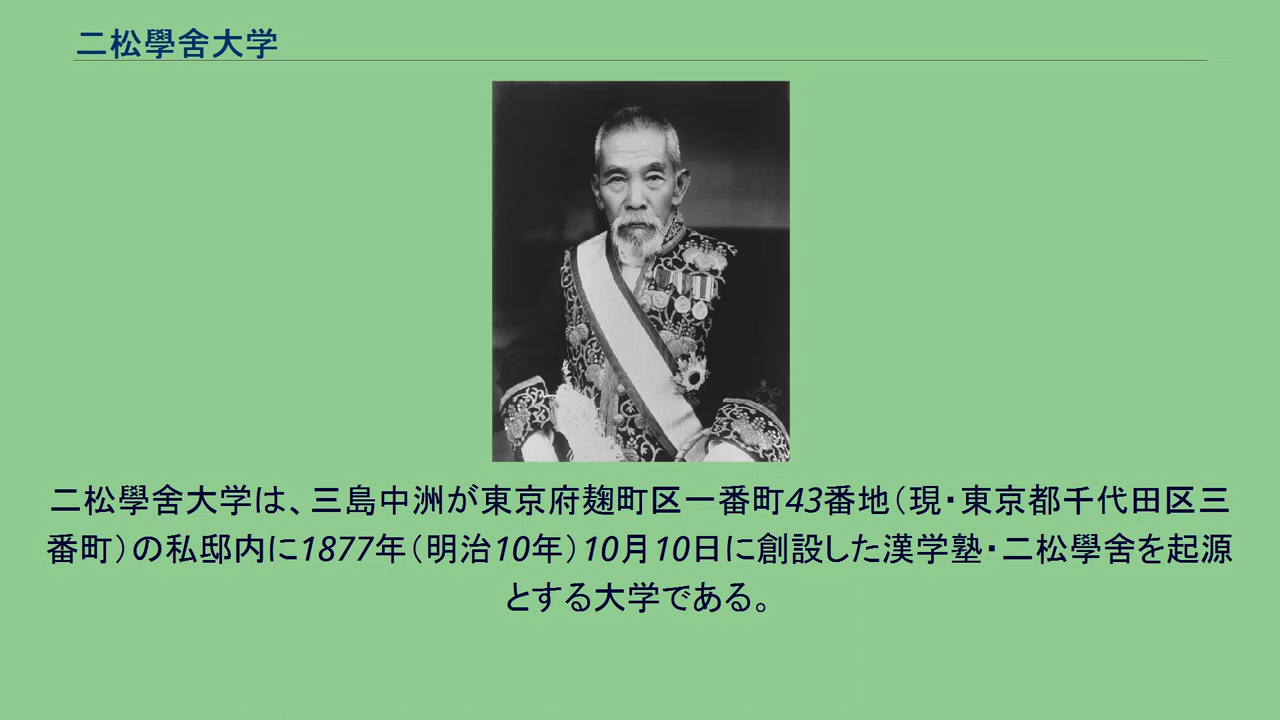 二松學舍大学
二松學舍大学は、三島中洲が東京府麹町区一番町43番地（現・東京都千代田区三
番町）の私邸内に1877年（明治10年）10月10日に創設した漢学塾・二松學舍を起源
とする大学である。